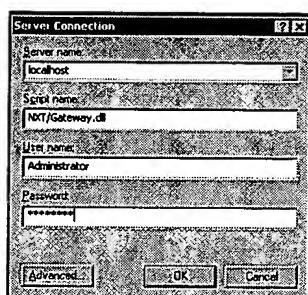 Server Connection
Server name:
localhost
Script name:
NXT/Gateway.dll
User name:
Administrator
Password:
********
Advanced...
OK
Cancel